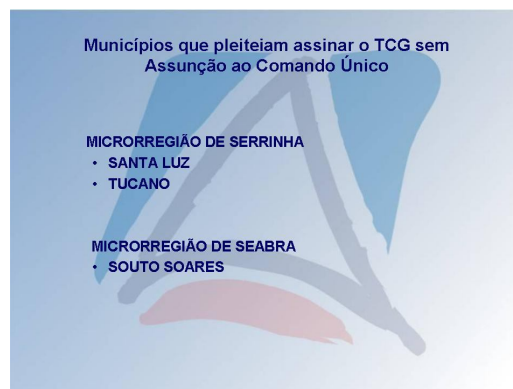 Municípios que pleiteiam assinar o TCG sem
Assunção ao Comando Único
MICRORREGIÃO DE SERRINHA
• SANTA LUZ
• TUCANO
MICRORREGIÃO DE SEABRA
• SOUTO SOARES